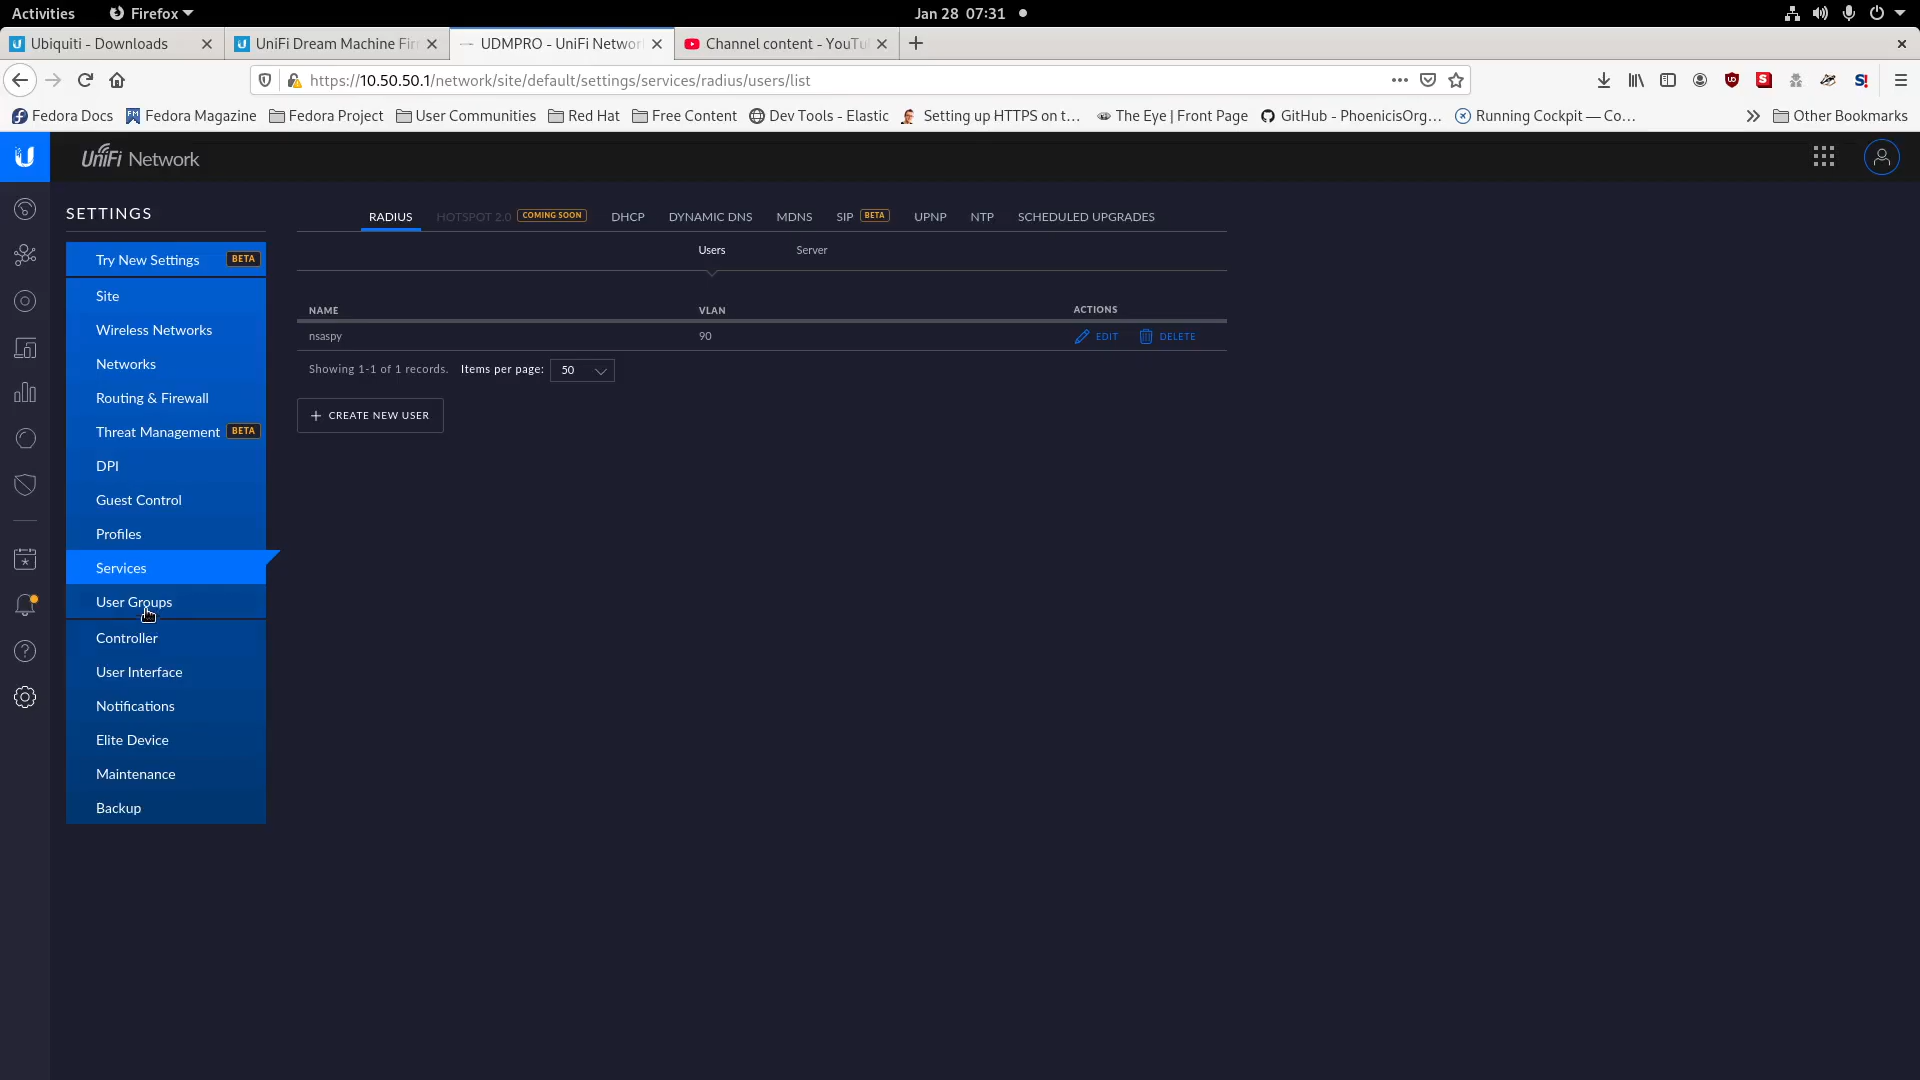 Activities Firefox Jan 28 07:31
Ubiquiti - Downloads UniFi Dream Machine Fir UDMPRO - UniFi Networ Channel content - YouTu
https://10.50.50.1/network/site/default/settings/services/radius/users/list
Fedora Docs Fedora Magazine Fedora Project User Communities Red Hat Free Content Dev Tools - Elastic Setting up HTTPS on t... The Eye | Front Page GitHub - PhoenicisOrg... Running Cockpit — Co... Other Bookmarks
UniFi Network
SETTINGS
RADIUS HOTSPOT 2.0 COMING SOON DHCP DYNAMIC DNS MDNS SIP BETA UPNP NTP SCHEDULED UPGRADES
Users Server
Try New Settings BETA
Site
Wireless Networks
Networks
Routing & Firewall
Threat Management BETA
DPI
Guest Control
Profiles
Services
User Groups
Controller
User Interface
Notifications
Elite Device
Maintenance
Backup
NAME VLAN ACTIONS
nsaspy 90 EDIT DELETE
Showing 1-1 of 1 records. Items per page: 50
CREATE NEW USER